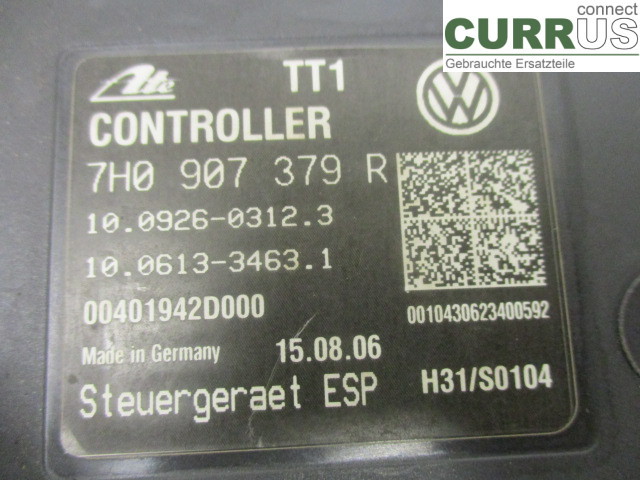 connect
CURRUS
Gebrauchte Ersatzteile
Ate TT1
CONTROLLER
7H0 907 379 R
10.0926-0312.3
10.0613-3463.1
00401942D000
0010430623400592
Made in Germany 15.08.06
Steuergeraet ESP H31/S0104